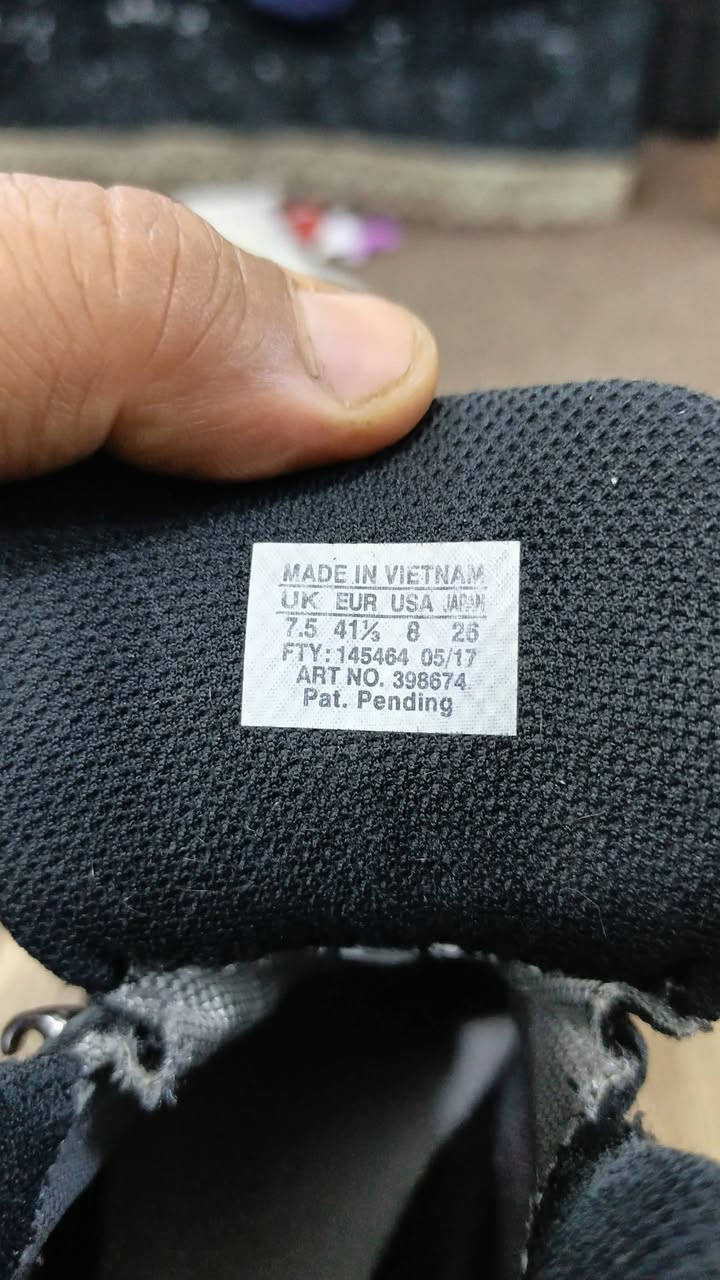 MADE IN VIETNAM
UK EUR USA JAPAN
7.5 41⅓ 8 26
FTY: 145464 05/17
ART NO. 398674
Pat. Pending